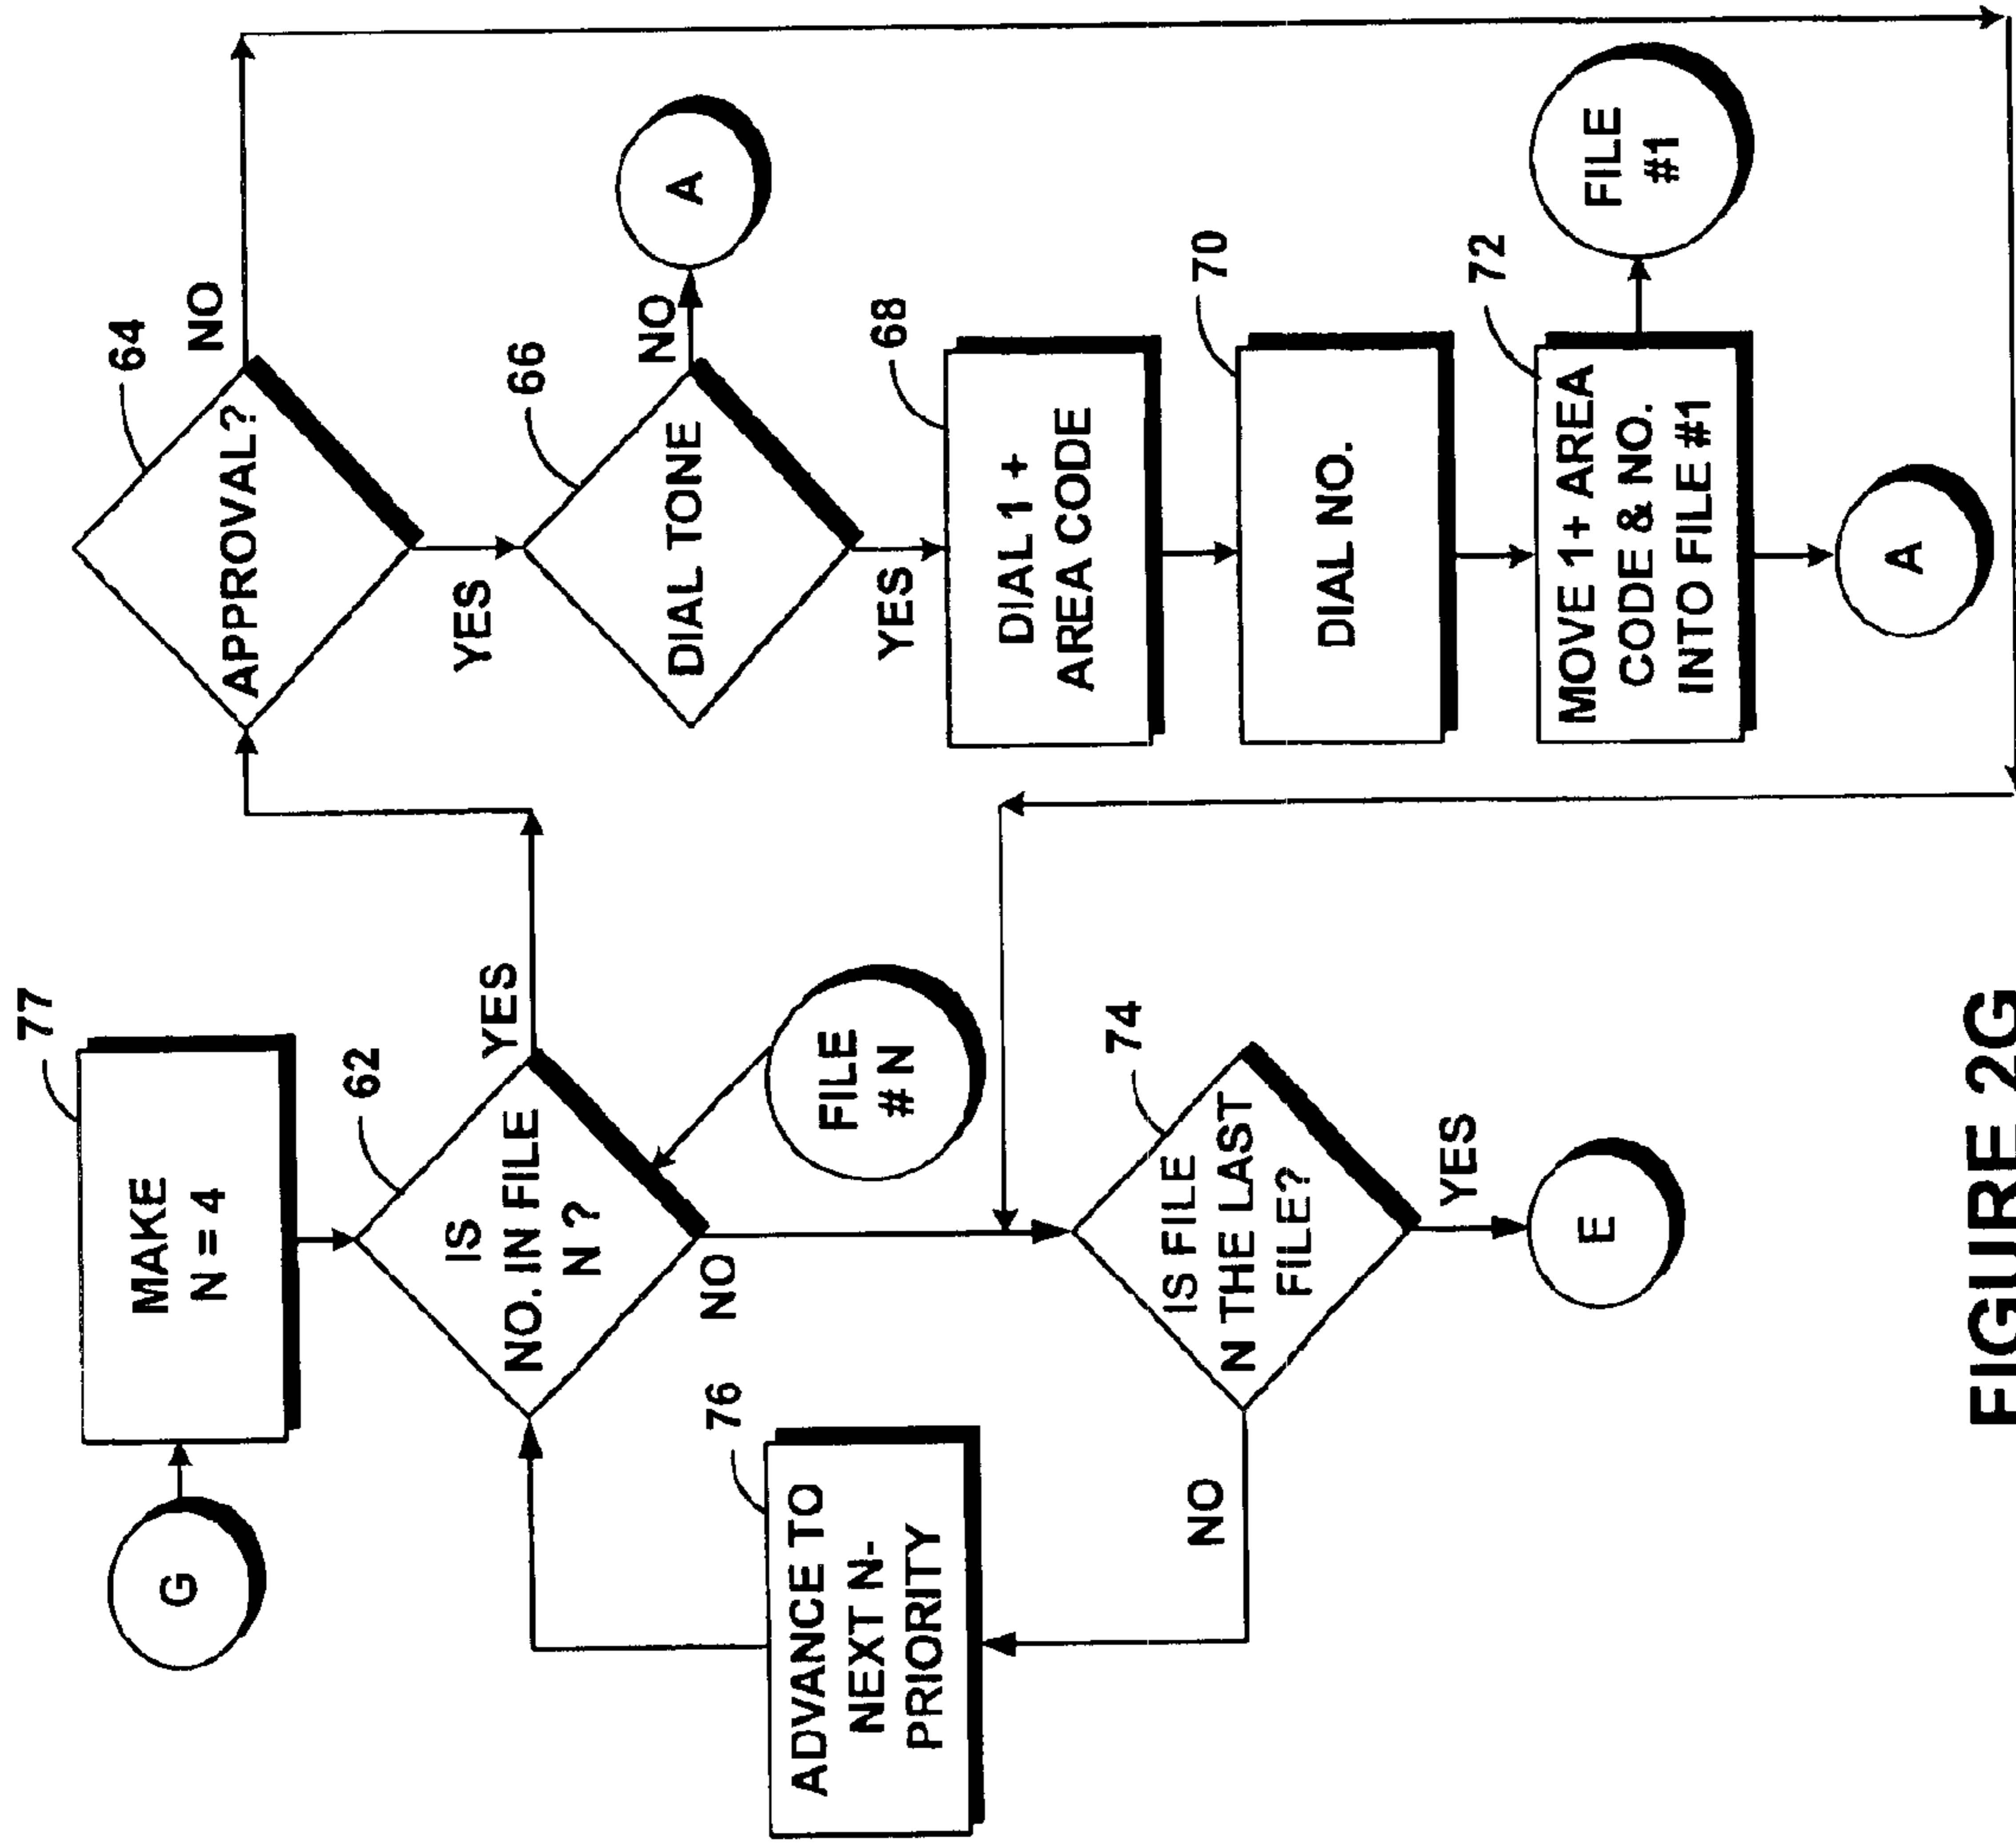 G
77
MAKE
N = 4
62
IS
NO. IN FILE
N ?
YES
NO
FILE
# N
76
ADVANCE TO
NEXT N-
PRIORITY
74
IS FILE
N THE LAST
FILE?
NO
YES
E
64
APPROVAL?
NO
YES
66
DIAL TONE
NO
A
YES
68
DIAL 1 +
AREA CODE
70
DIAL NO.
72
MOVE 1+ AREA
CODE & NO.
INTO FILE #1
FILE
#1
A
FIGURE 2G